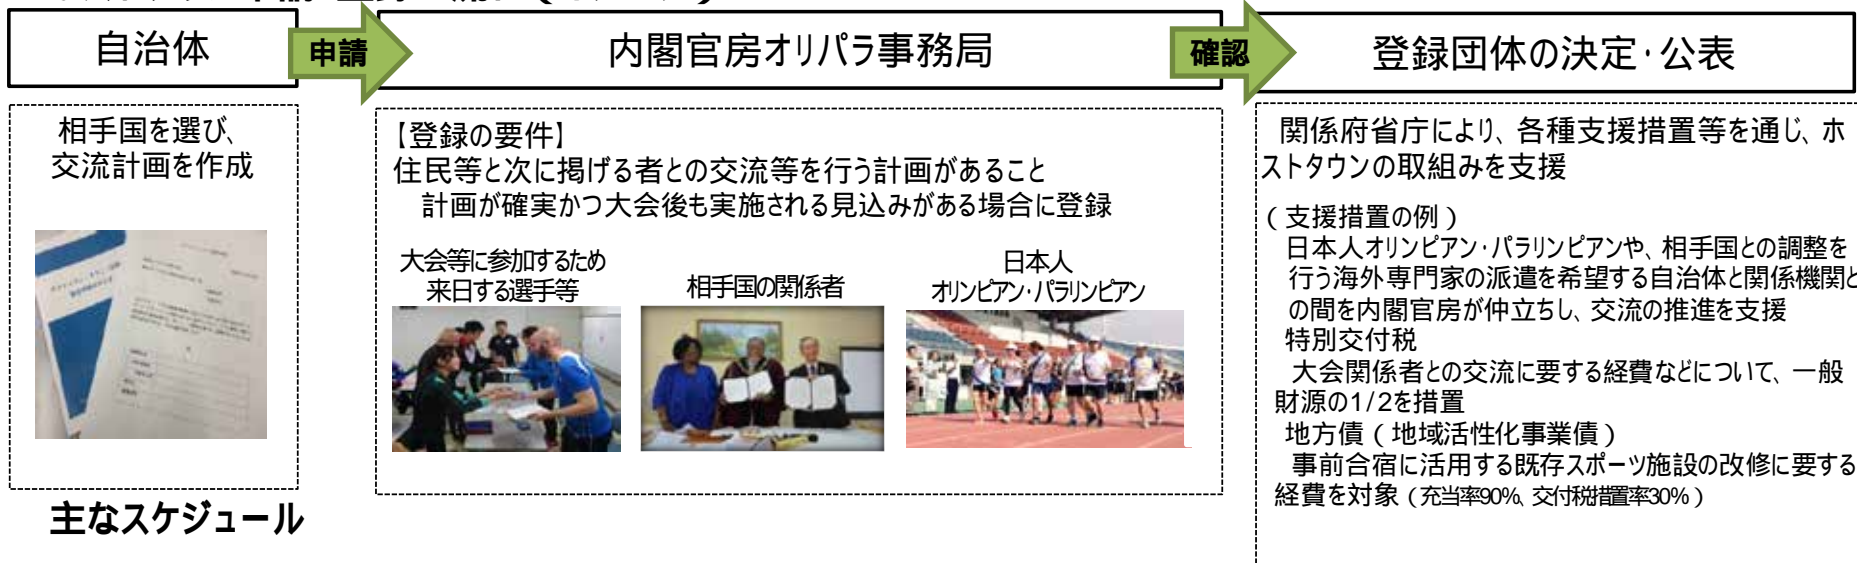 自治体
申請
内閣官房オリパラ事務局
確認
登録団体の決定・公表
相手国を選び、
交流計画を作成
【登録の要件】
住民等と次に掲げる者との交流等を行う計画があること
計画が確実かつ大会後も実施される見込みがある場合に登録
大会等に参加するため
来日する選手等
相手国の関係者
日本人
オリンピアン・パラリンピアン
関係府省庁により、各種支援措置等を通じ、ホ
ストタウンの取組みを支援
(支援措置の例)
日本人オリンピアン・パラリンピアンや、相手国との調整を
行う海外専門家の派遣を希望する自治体と関係機関と
の間を内閣官房が仲立ちし、交流の推進を支援
特別交付税
大会関係者との交流に要する経費などについて、一般
財源の1/2を措置
地方債(地域活性化事業債)
事前合宿に活用する既存スポーツ施設の改修に要する
経費を対象(充当率90%、交付税措置率30%)
主なスケジュール